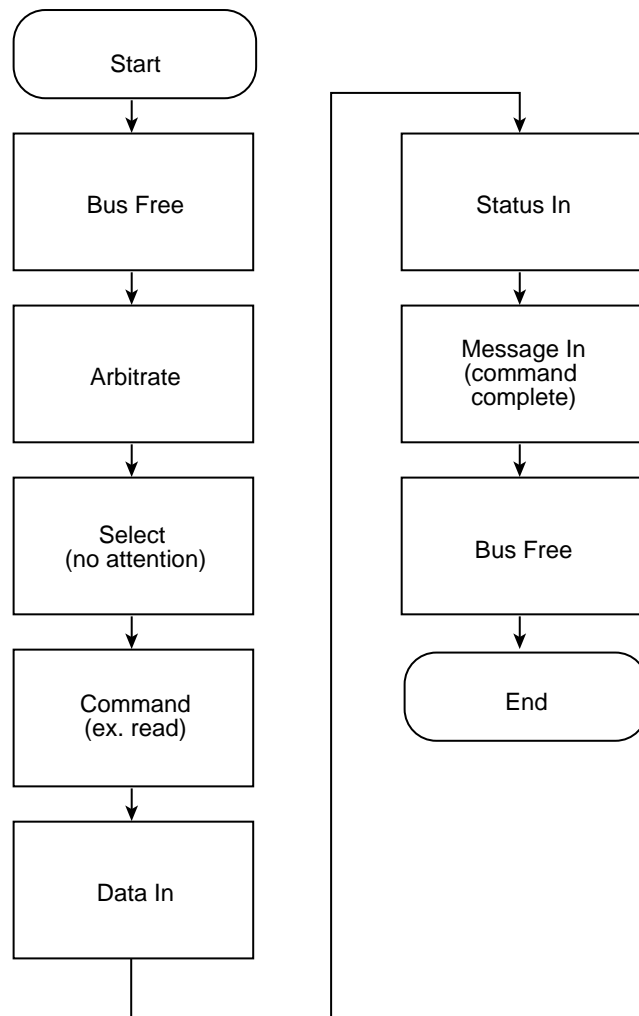 Start
Bus Free
Arbitrate
Select
(no attention)
Command
(ex. read)
Data In
Status In
Message In
(command
complete)
Bus Free
End